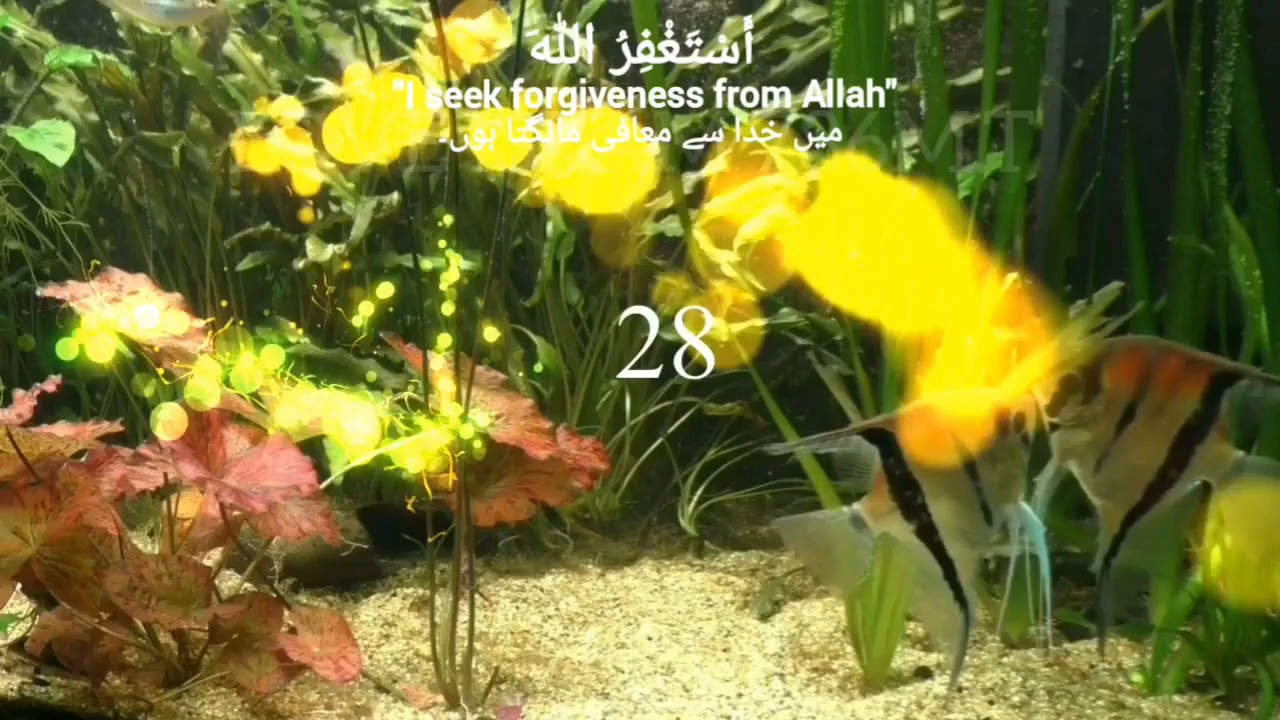 أَسْتَغْفِرُ اللّٰهَ
"I seek forgiveness from Allah"
میں خدا سے معافی مانگتا ہوں۔
28